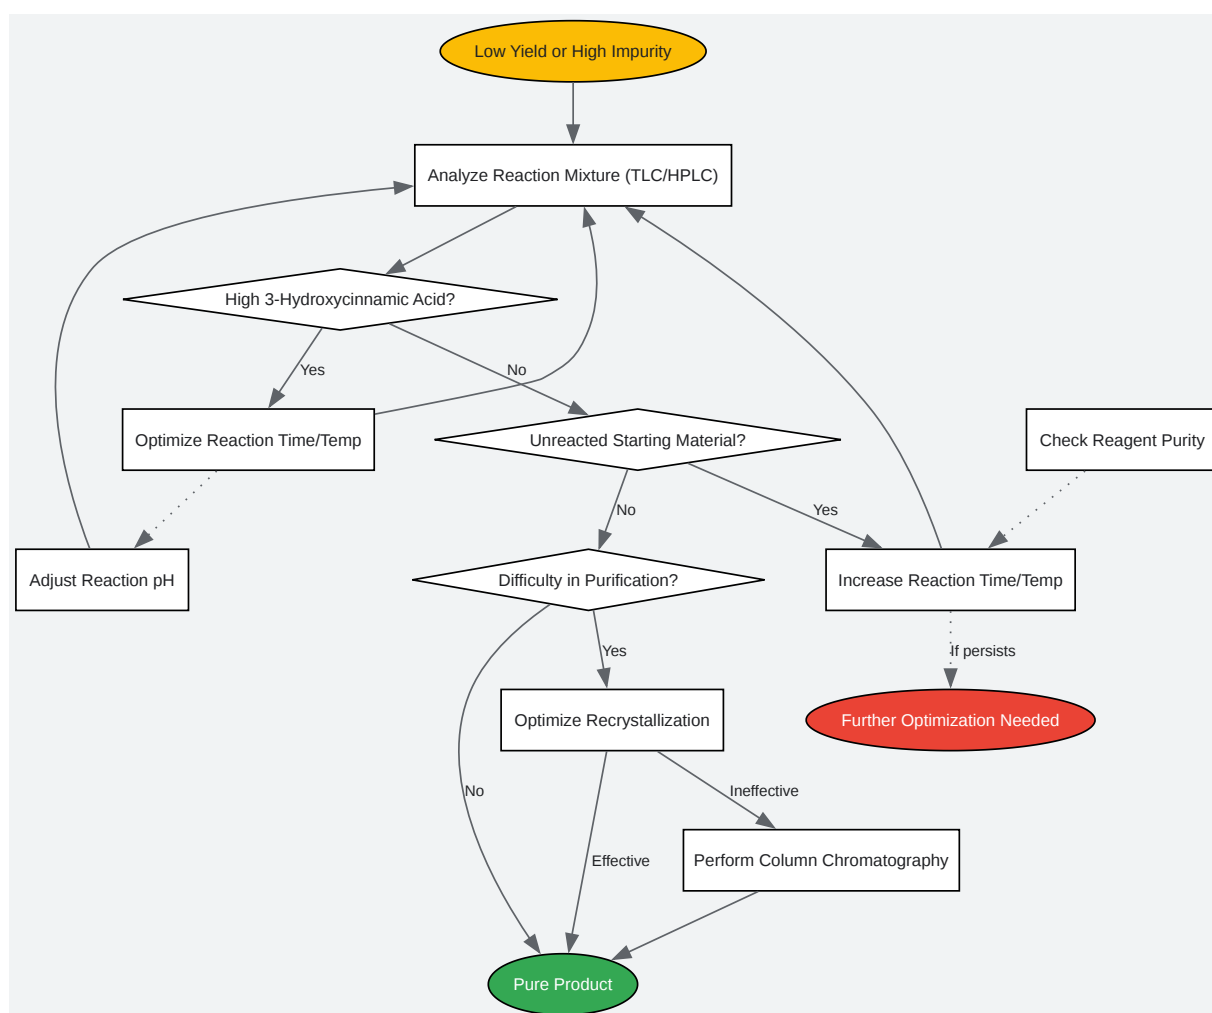 Low Yield or High Impurity
Analyze Reaction Mixture (TLC/HPLC)
High 3-Hydroxycinnamic Acid?
Yes
No
Optimize Reaction Time/Temp
Unreacted Starting Material?
Check Reagent Purity
No
Yes
Adjust Reaction pH
Difficulty in Purification?
Increase Reaction Time/Temp
Yes
If persists
Optimize Recrystallization
Further Optimization Needed
No
Ineffective
Effective
Perform Column Chromatography
Pure Product